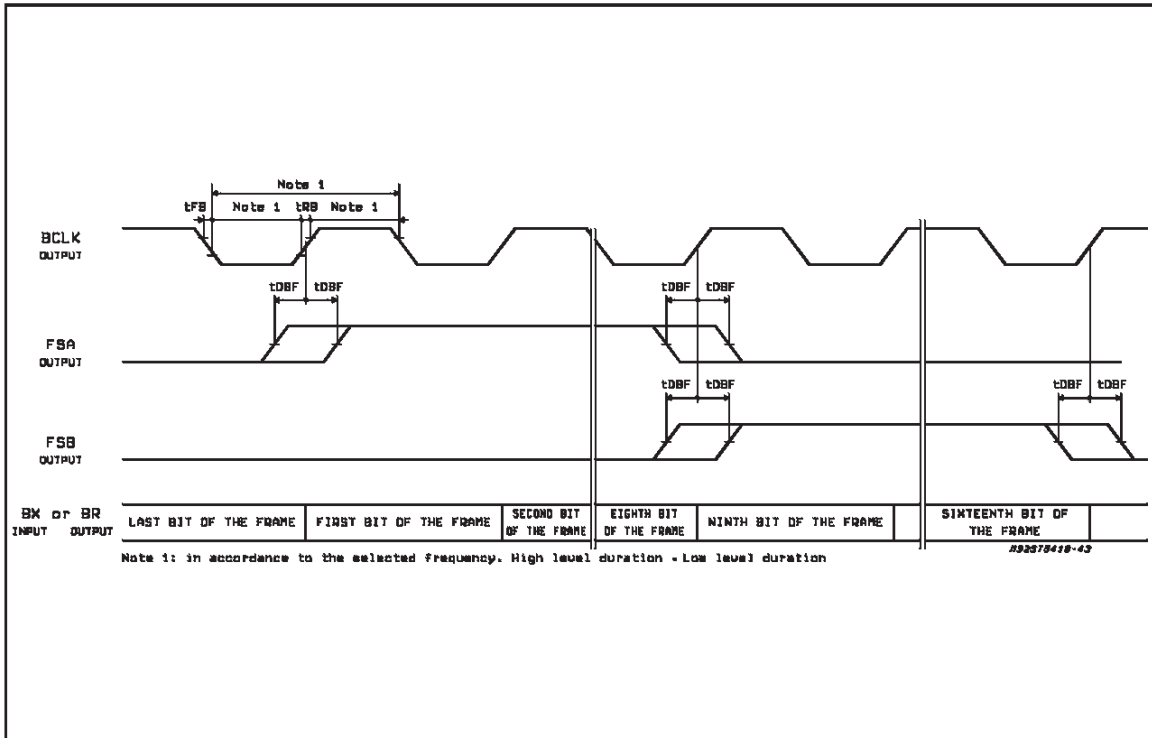 Note 1
tFB Note 1 tRB Note 1
BCLK
OUTPUT
tDBF tDBF tDBF tDBF
FSA
OUTPUT
tDBF tDBF tDBF tDBF
FSB
OUTPUT
BX or BR
INPUT OUTPUT
LAST BIT OF THE FRAME
FIRST BIT OF THE FRAME
SECOND BIT
OF THE FRAME
EIGHTH BIT
OF THE FRAME
NINTH BIT OF THE FRAME
SIXTEENTH BIT OF
THE FRAME
Note 1: in accordance to the selected frequency. High level duration - Low level duration